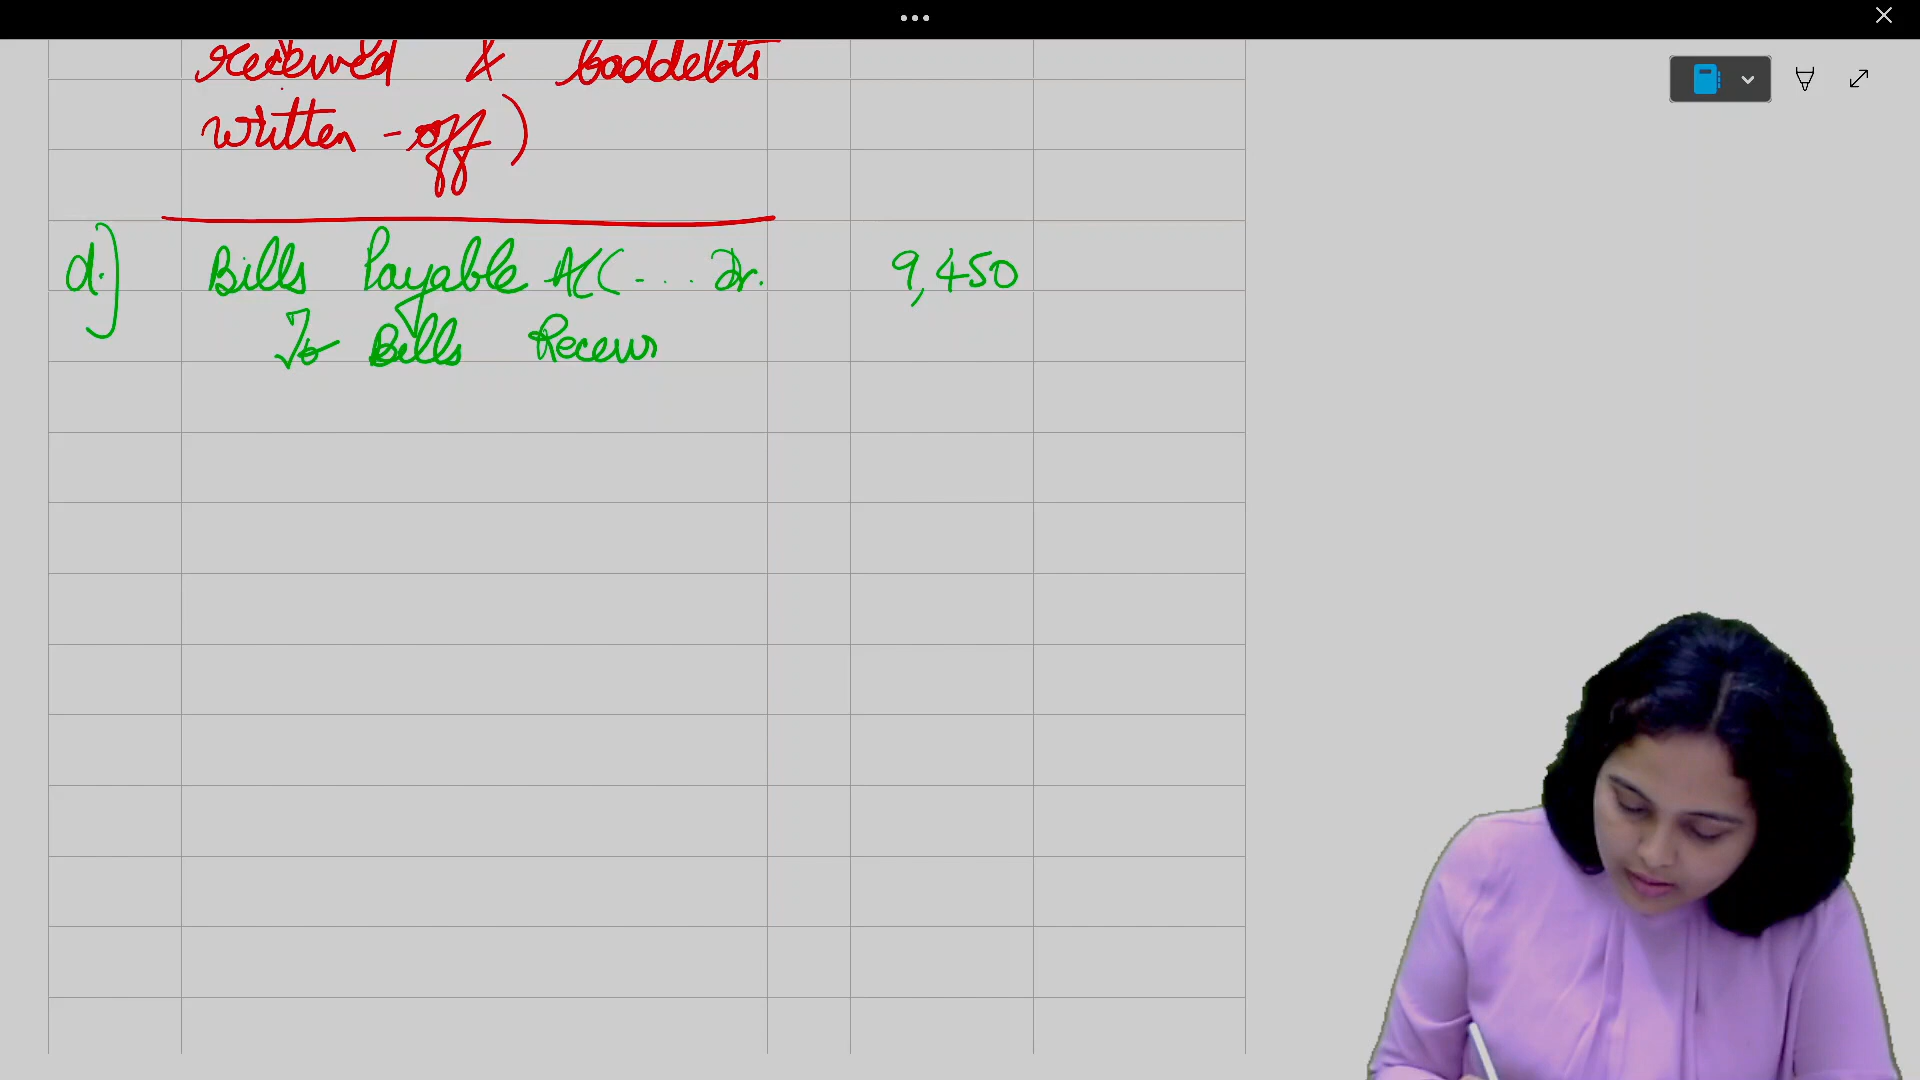 received & baddebts
written-off)
d.) Bills Payable A/C - . . . Dr. 9,450
To Bills Receiv